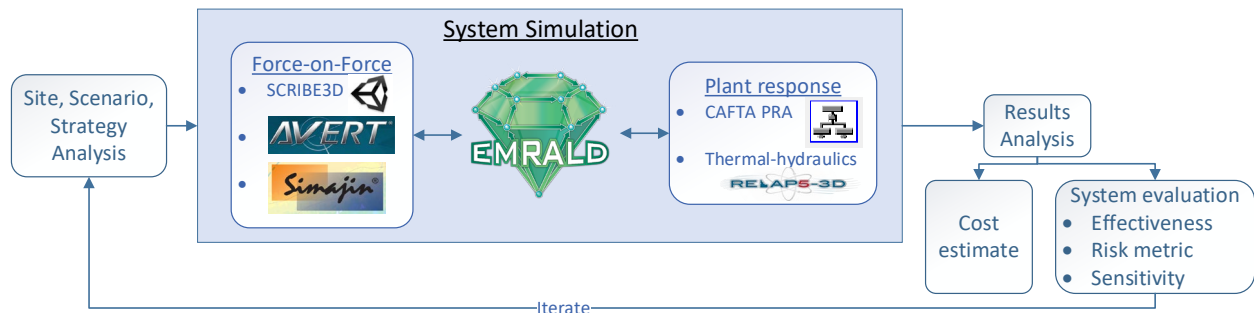 System Simulation
Site, Scenario,
Strategy
Analysis
Force-on-Force
• SCRIBE3D
• AVERT®
• Simajin®
EMRALD
Plant response
• CAFTA PRA
• Thermal-hydraulics
RELAP5-3D
Results
Analysis
Cost
estimate
System evaluation
• Effectiveness
• Risk metric
• Sensitivity
Iterate